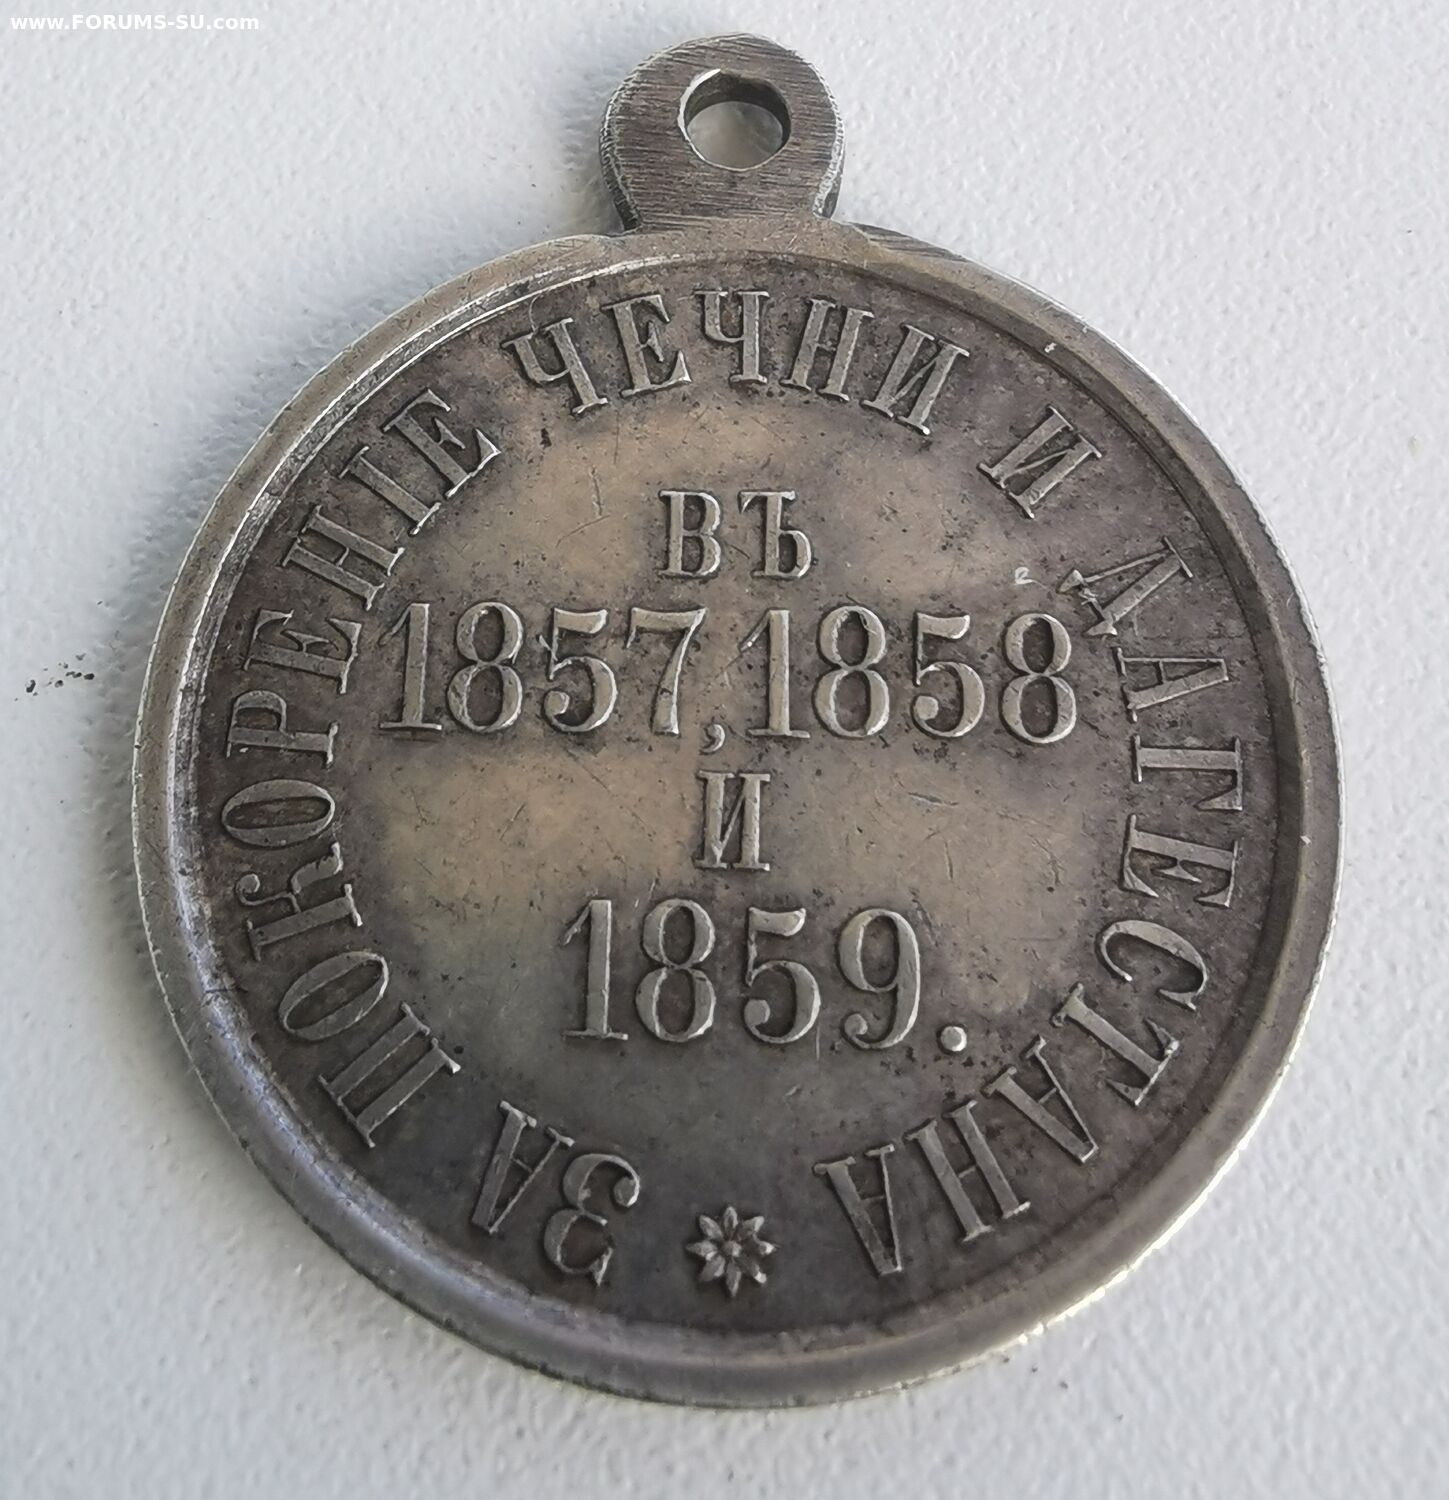 www.FORUMS-SU.com
ЗА ПОКОРЕНІЕ ЧЕЧНИ И ДАГЕСТАНА
ВЪ
1857, 1858
И
1859.